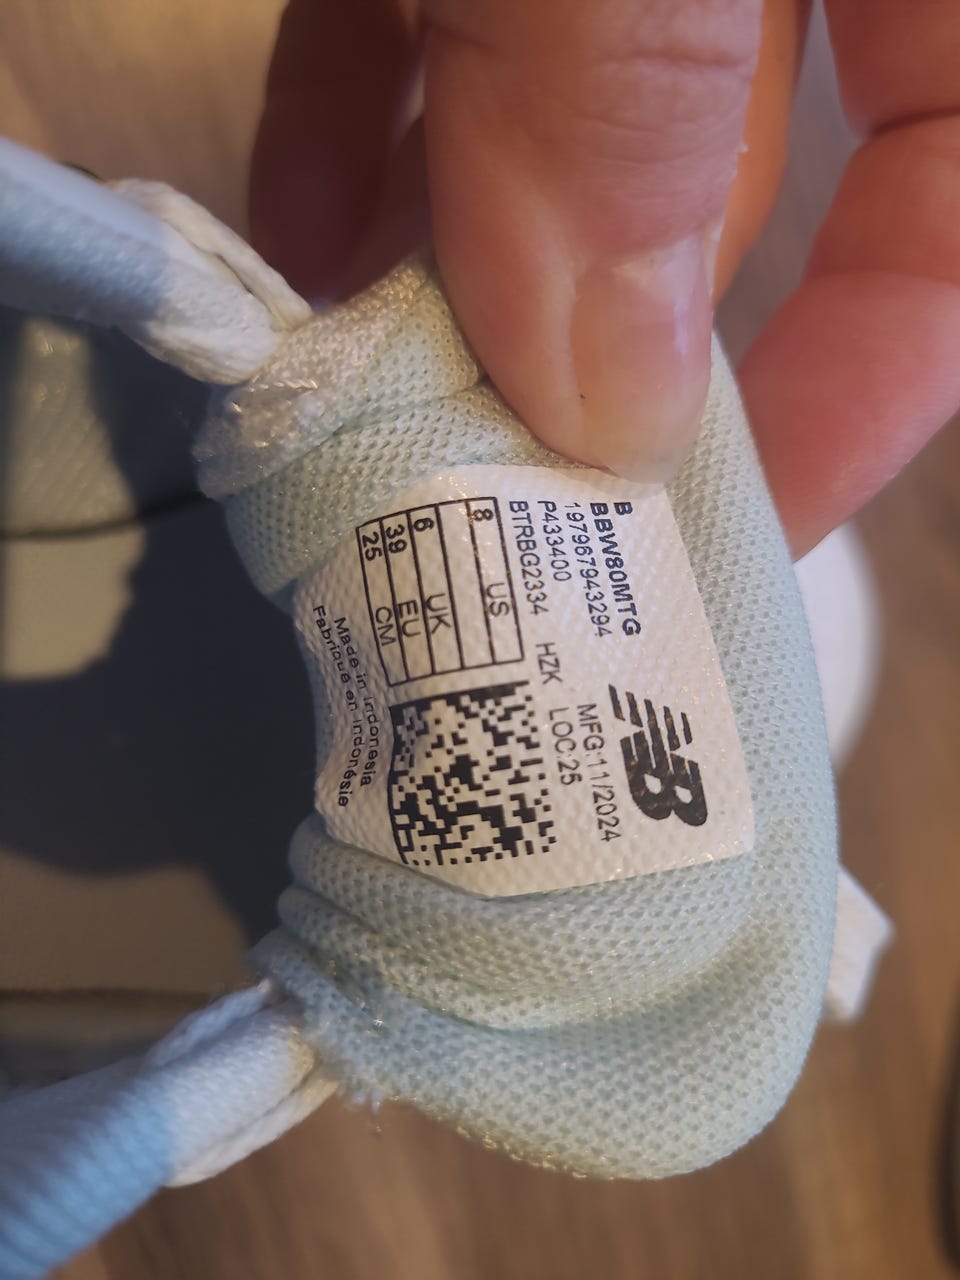 B
BBW80MTG
197967943294
P433400
BTRBG2334 HZK
MFG:11/2024
LOC:25
NB
8 US
6 UK
39 EU
25 CM
Made in Indonesia
Fabriqué en Indonésie